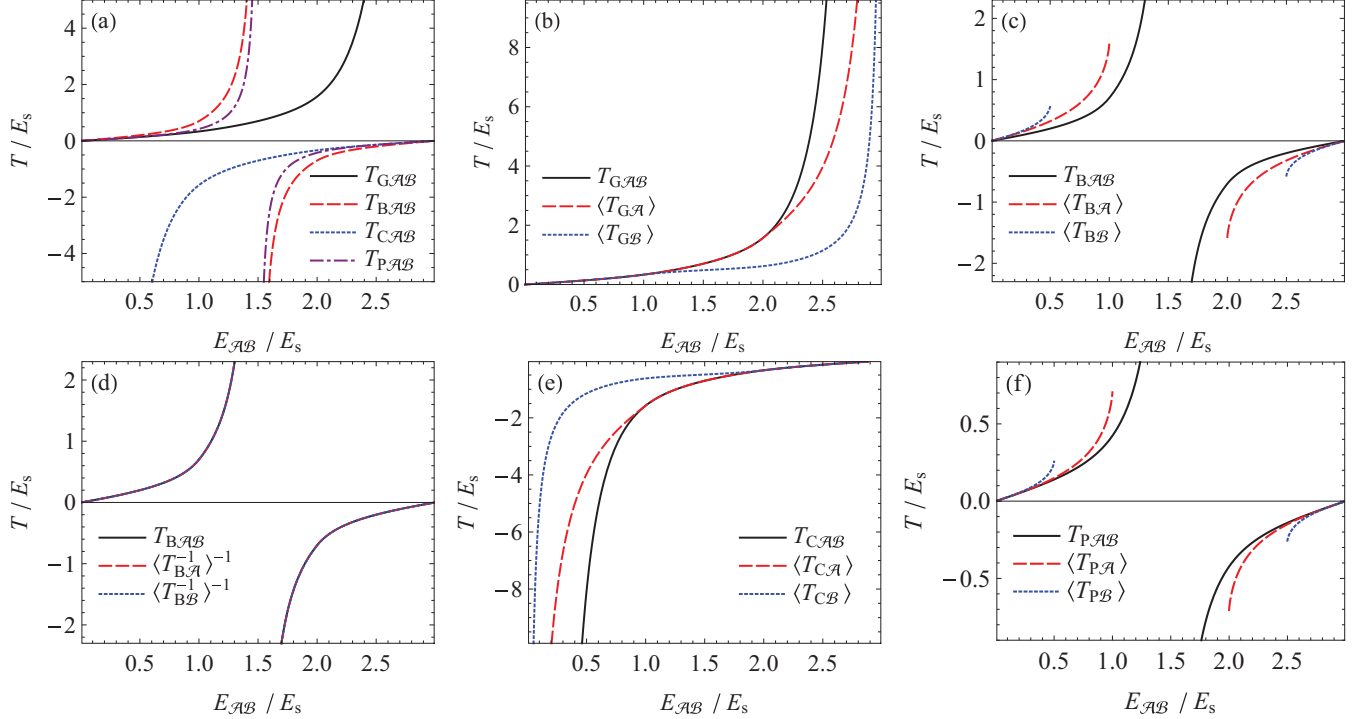 (a)
4
2
0
−2
−4
T / E_s
T_G𝒜ℬ
T_B𝒜ℬ
T_C𝒜ℬ
T_P𝒜ℬ
0.5 1.0 1.5 2.0 2.5
E_𝒜ℬ / E_s
(b)
8
6
4
2
0
T / E_s
T_G𝒜ℬ
⟨T_G𝒜⟩
⟨T_Gℬ⟩
0.5 1.0 1.5 2.0 2.5
E_𝒜ℬ / E_s
(c)
2
1
0
−1
−2
T / E_s
T_B𝒜ℬ
⟨T_B𝒜⟩
⟨T_Bℬ⟩
0.5 1.0 1.5 2.0 2.5
E_𝒜ℬ / E_s
(d)
2
1
0
−1
−2
T / E_s
T_B𝒜ℬ
⟨T_B𝒜^−1⟩^−1
⟨T_Bℬ^−1⟩^−1
0.5 1.0 1.5 2.0 2.5
E_𝒜ℬ / E_s
(e)
−2
−4
−6
−8
T / E_s
T_C𝒜ℬ
⟨T_C𝒜⟩
⟨T_Cℬ⟩
0.5 1.0 1.5 2.0 2.5
E_𝒜ℬ / E_s
(f)
0.5
0.0
−0.5
T / E_s
T_P𝒜ℬ
⟨T_P𝒜⟩
⟨T_Pℬ⟩
0.5 1.0 1.5 2.0 2.5
E_𝒜ℬ / E_s